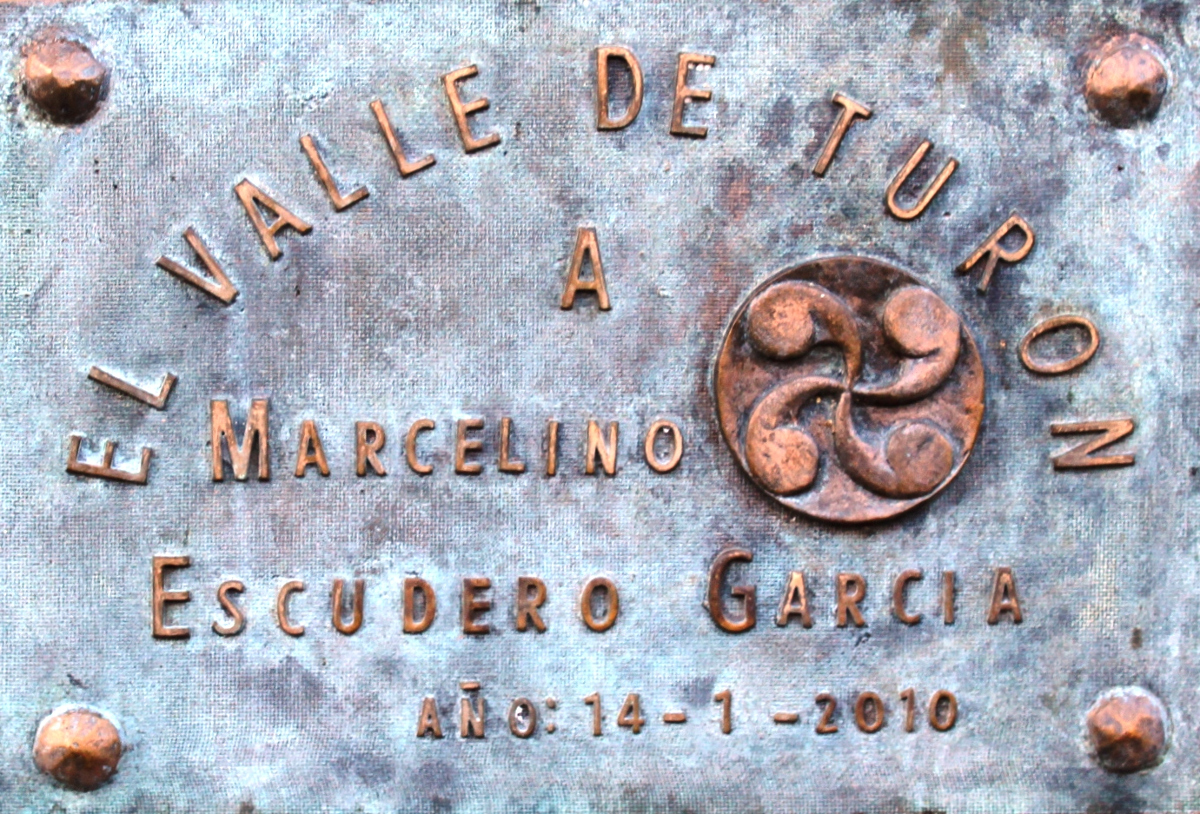 EL VALLE DE TURON
A
MARCELINO
ESCUDERO GARCIA
AÑO: 14-1-2010